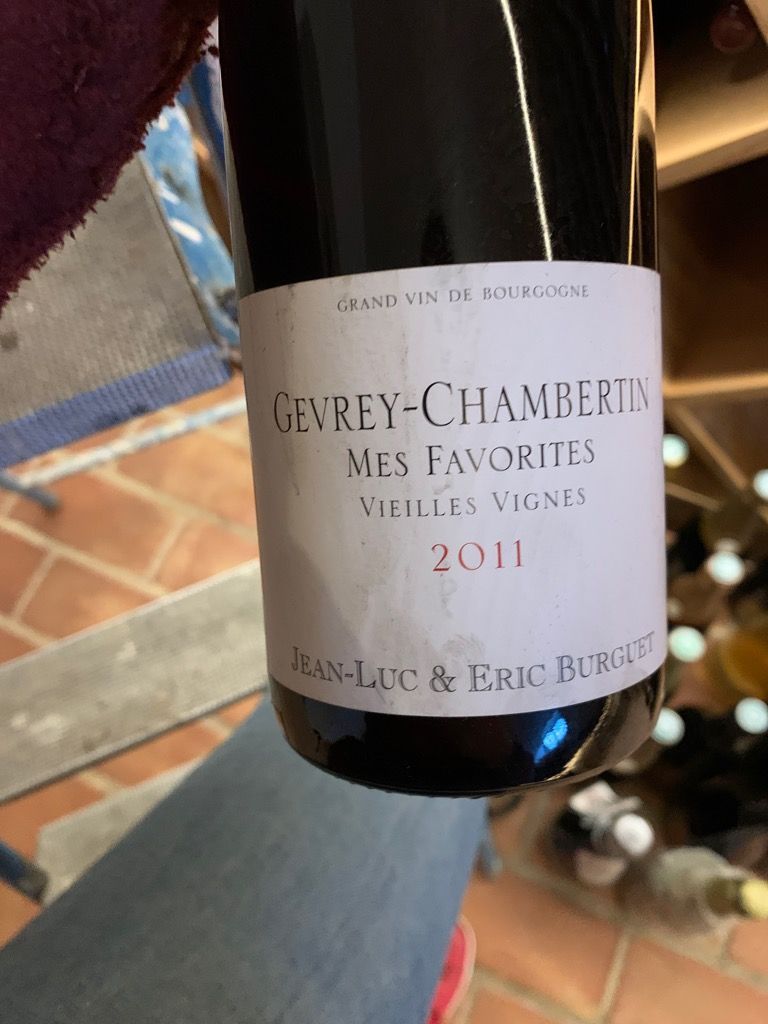 GRAND VIN DE BOURGOGNE
GEVREY-CHAMBERTIN
MES FAVORITES
VIEILLES VIGNES
2011
JEAN-LUC & ERIC BURGUET